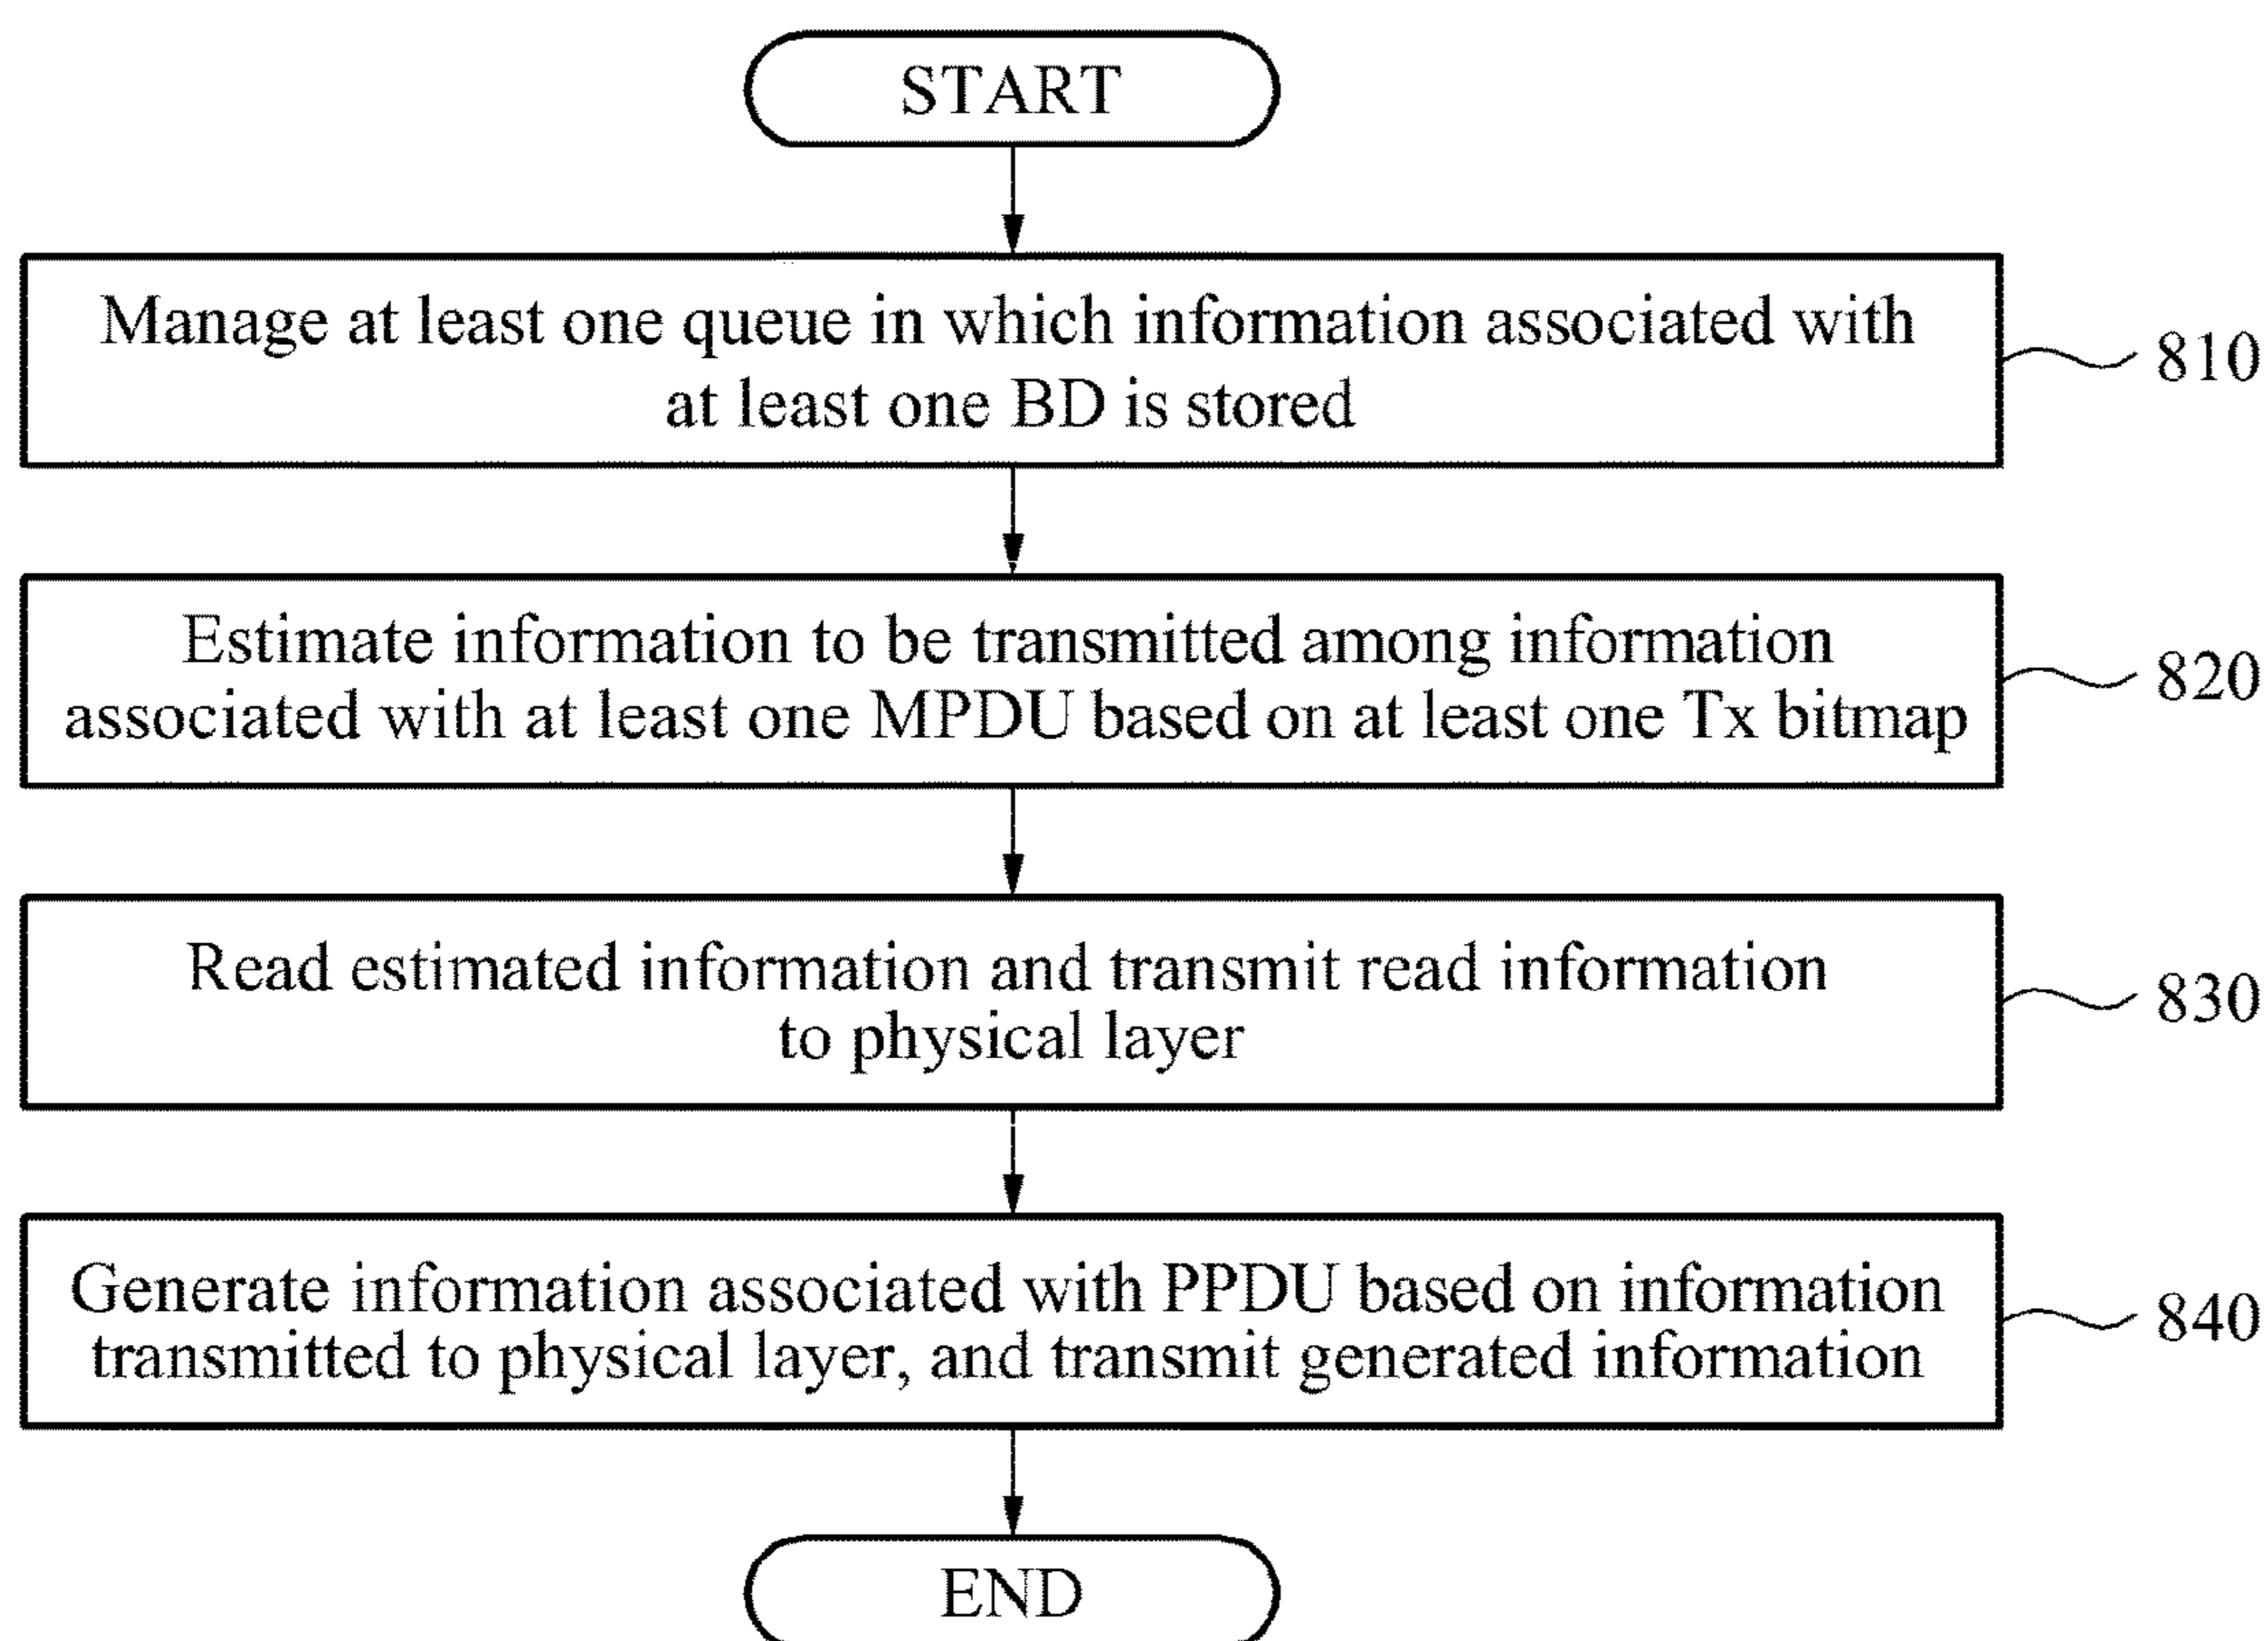 START
Manage at least one queue in which information associated with
at least one BD is stored
810
Estimate information to be transmitted among information
associated with at least one MPDU based on at least one Tx bitmap
820
Read estimated information and transmit read information
to physical layer
830
Generate information associated with PPDU based on information
transmitted to physical layer, and transmit generated information
840
END